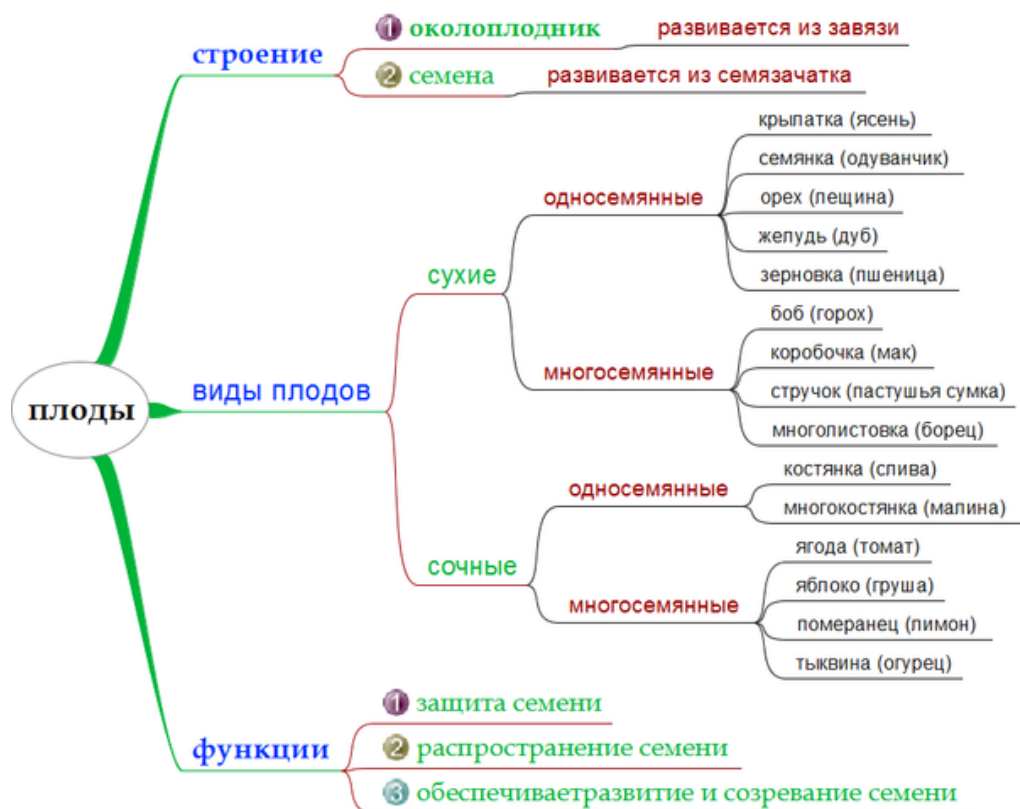 строение
1 околоплодник
развивается из завязи
2 семена
развивается из семязачатка
плоды
виды плодов
сухие
односемянные
крыпатка (ясень)
семянка (одуванчик)
орех (пещина)
желудь (дуб)
зерновка (пшеница)
многосемянные
боб (горох)
коробочка (мак)
стручок (пастушья сумка)
многолистовка (борец)
сочные
односемянные
костянка (слива)
многокостянка (малина)
многосемянные
ягода (томат)
яблоко (груша)
померанец (лимон)
тыквина (огурец)
функции
1 защита семени
2 распространение семени
3 обеспечиваетразвитие и созревание семени